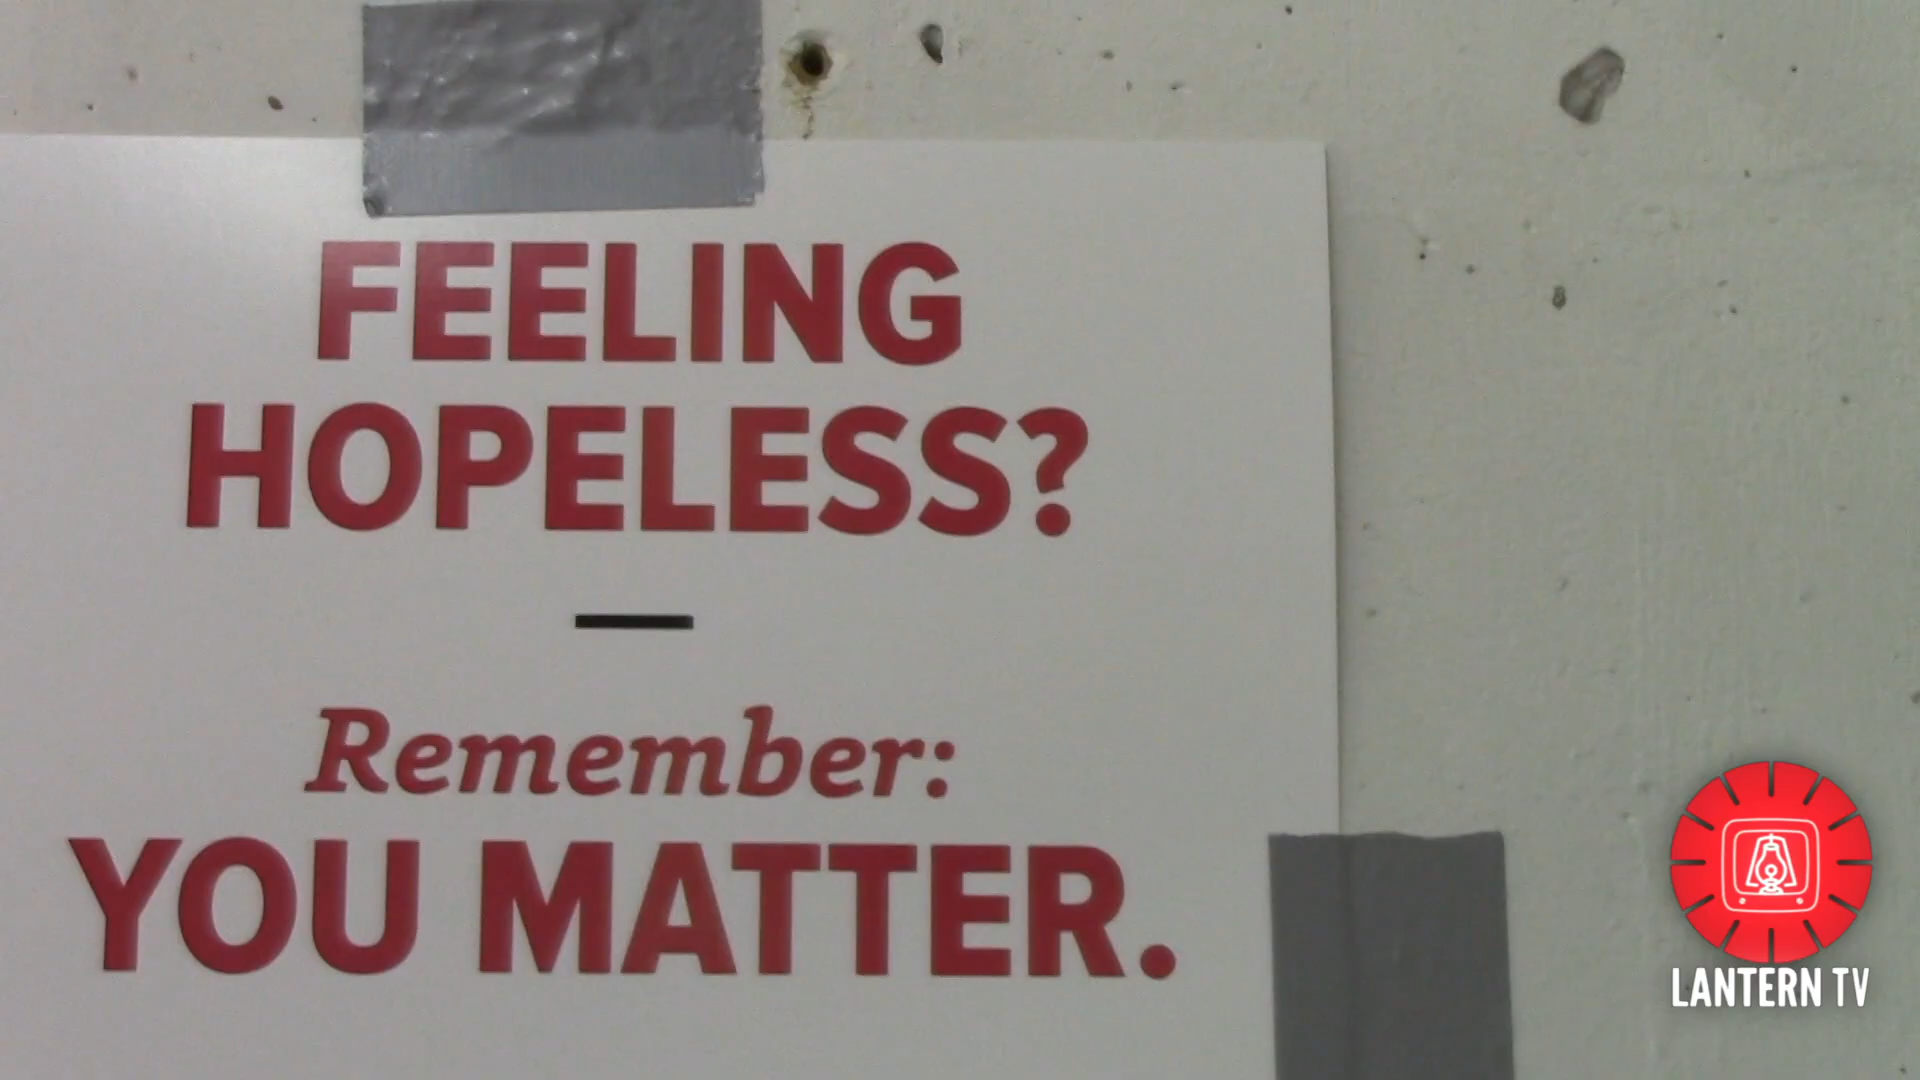 FEELING
HOPELESS?
Remember:
YOU MATTER.
LANTERN TV